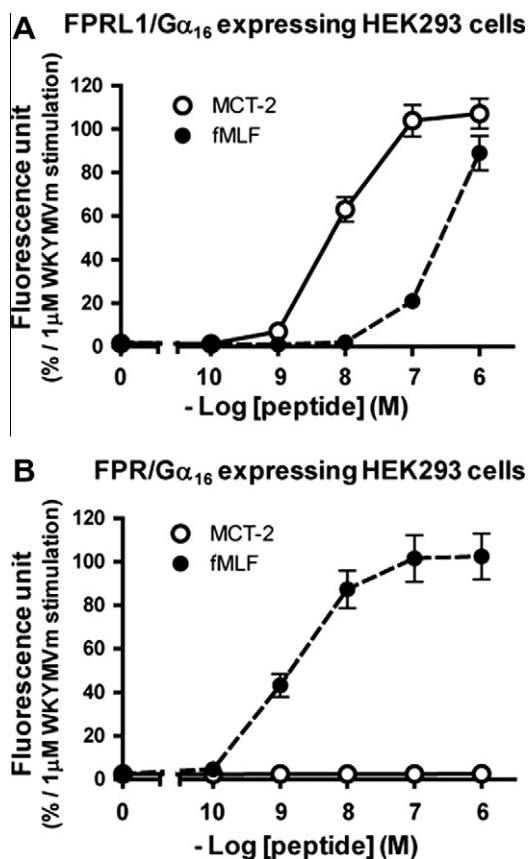 A FPRL1/Gα16 expressing HEK293 cells
MCT-2
fMLF
Fluorescence unit
(% / 1µM WKYMVm stimulation)
120
100
80
60
40
20
0
0 10 9 8 7 6
- Log [peptide] (M)
B FPR/Gα16 expressing HEK293 cells
MCT-2
fMLF
Fluorescence unit
(% / 1µM WKYMVm stimulation)
120
100
80
60
40
20
0
0 10 9 8 7 6
- Log [peptide] (M)